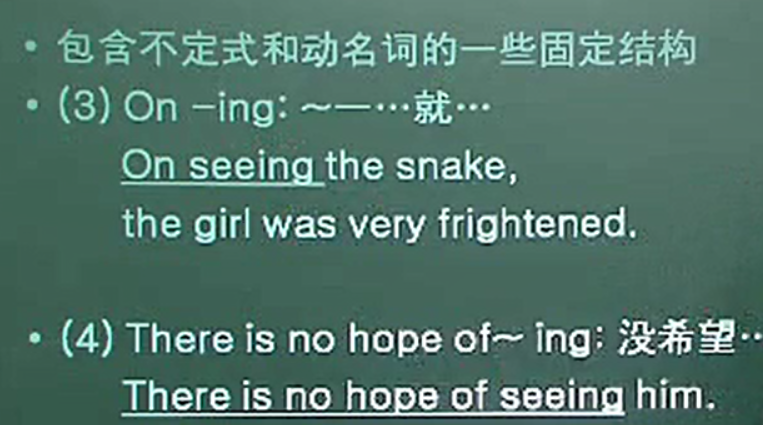 • 包含不定式和动名词的一些固定结构
• (3) On –ing: ～一…就…
On seeing the snake,
the girl was very frightened.
• (4) There is no hope of~ ing: 没希望…
There is no hope of seeing him.